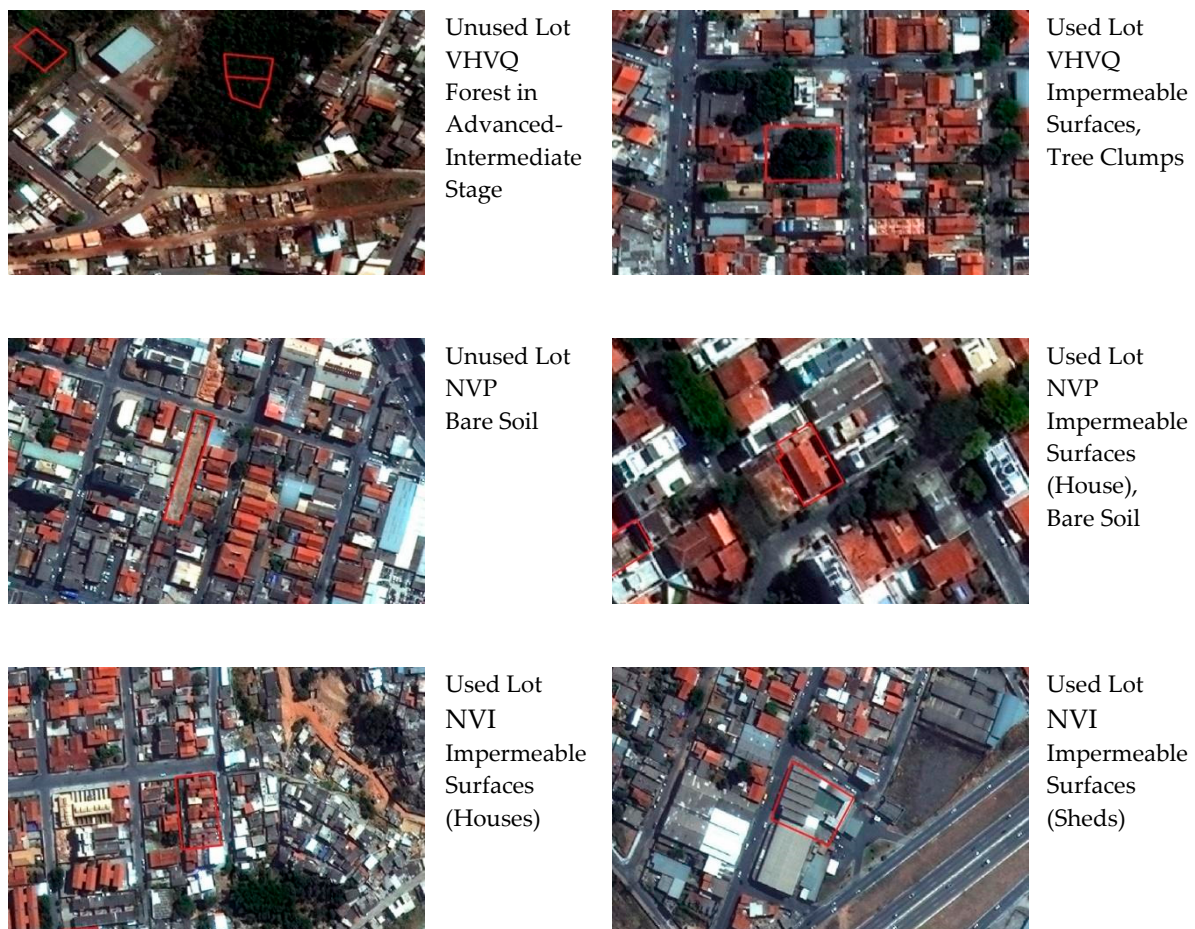 Unused Lot
VHVQ
Forest in
Advanced-
Intermediate
Stage
Used Lot
VHVQ
Impermeable
Surfaces,
Tree Clumps
Unused Lot
NVP
Bare Soil
Used Lot
NVP
Impermeable
Surfaces
(House),
Bare Soil
Used Lot
NVI
Impermeable
Surfaces
(Houses)
Used Lot
NVI
Impermeable
Surfaces
(Sheds)